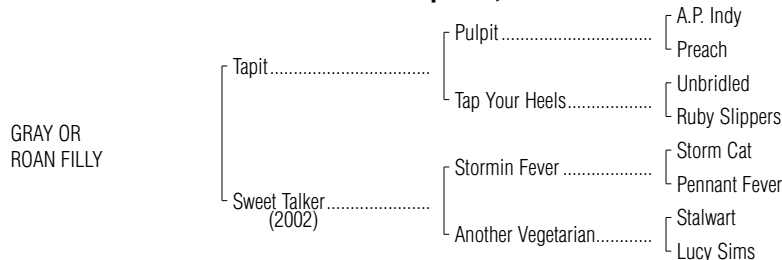 A.P. Indy
Pulpit
Preach
Tapit
Unbridled
Tap Your Heels
Ruby Slippers
GRAY OR
ROAN FILLY
Storm Cat
Stormin Fever
Pennant Fever
Sweet Talker
(2002)
Stalwart
Another Vegetarian
Lucy Sims